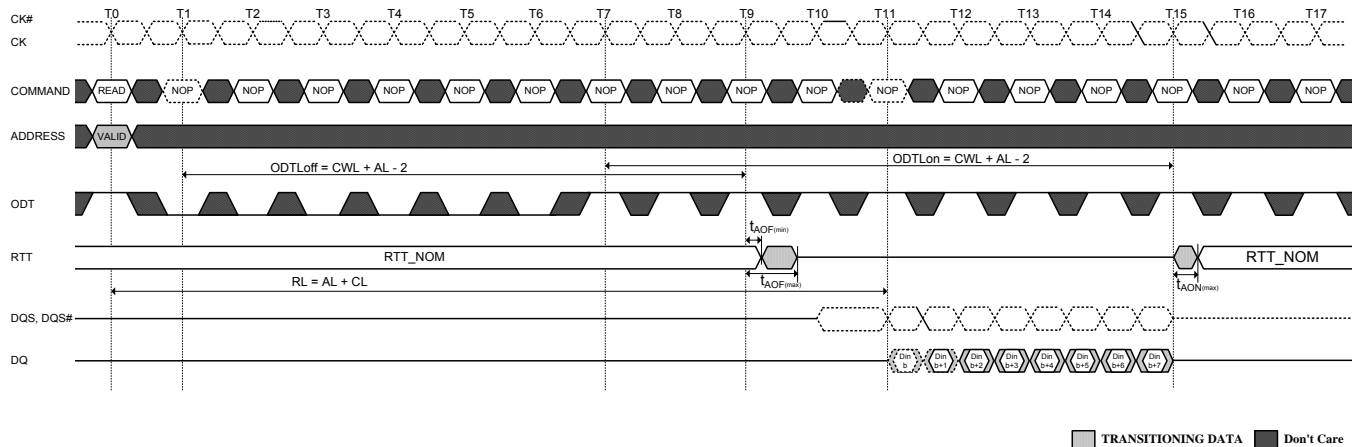 T0 T1 T2 T3 T4 T5 T6 T7 T8 T9 T10 T11 T12 T13 T14 T15 T16 T17
CK#
CK
COMMAND READ NOP NOP NOP NOP NOP NOP NOP NOP NOP NOP NOP NOP NOP NOP NOP NOP NOP
ADDRESS VALID
ODTLoff = CWL + AL - 2 ODTLon = CWL + AL - 2
ODT
tAOF(min)
RTT RTT_NOM RTT_NOM
RL = AL + CL tAOF(max) tAON(max)
DQS, DQS#
DQ Din b Din b+1 Din b+2 Din b+3 Din b+4 Din b+5 Din b+6 Din b+7
TRANSITIONING DATA Don't Care